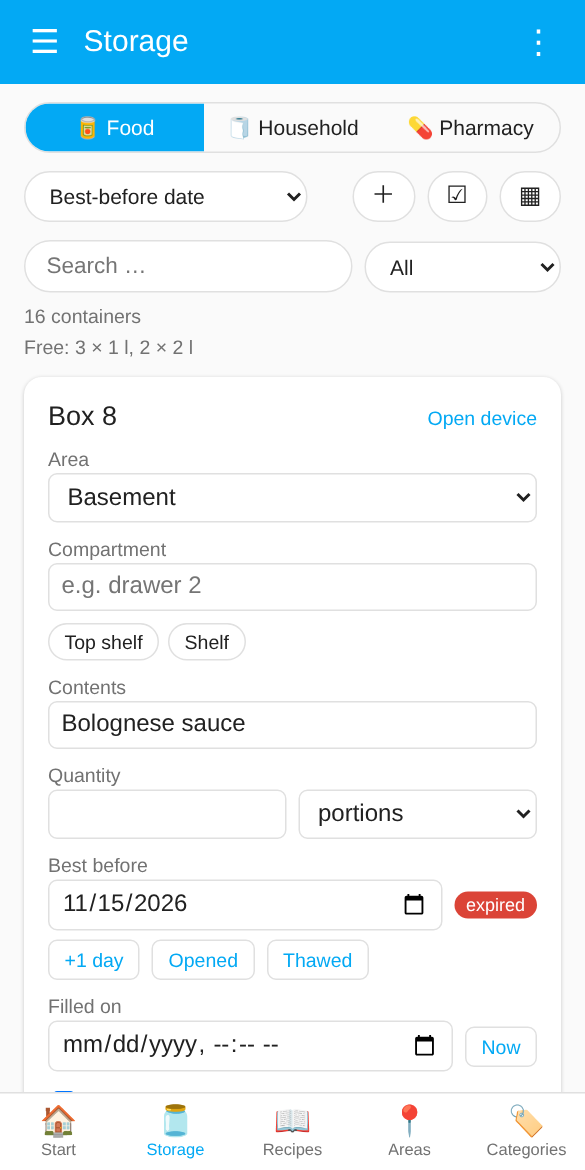 Storage
Food
Household
Pharmacy
Best-before date
All
Search …
16 containers
Free: 3 × 1 l, 2 × 2 l
Box 8
Open device
Area
Basement
Compartment
e.g. drawer 2
Top shelf
Shelf
Contents
Bolognese sauce
Quantity
portions
Best before
11/15/2026
expired
+1 day
Opened
Thawed
Filled on
mm/dd/yyyy, --:-- --
Now
Start
Storage
Recipes
Areas
Categories